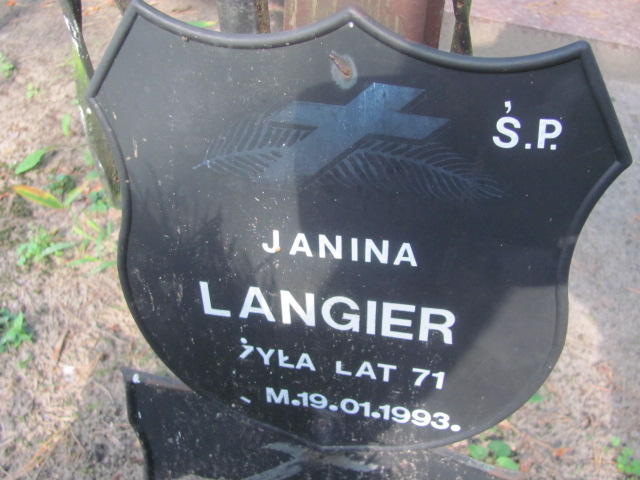 Ś.P.
JANINA
LANGIER
ŻYŁA LAT 71
M.19.01.1993.